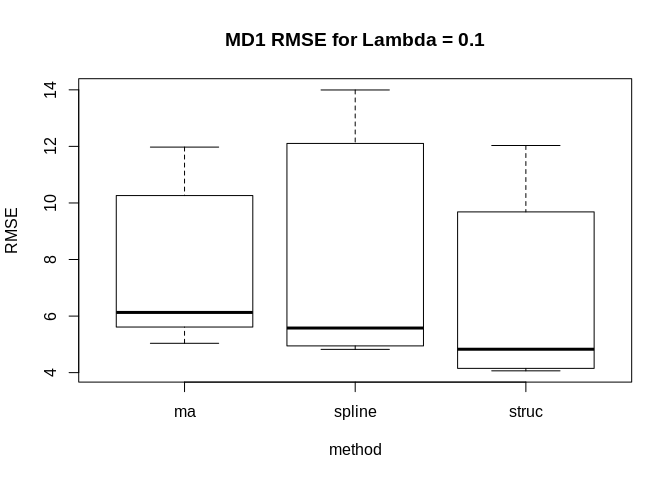 MD1 RMSE for Lambda = 0.1
RMSE
14
12
10
8
6
4
ma spline struc
method